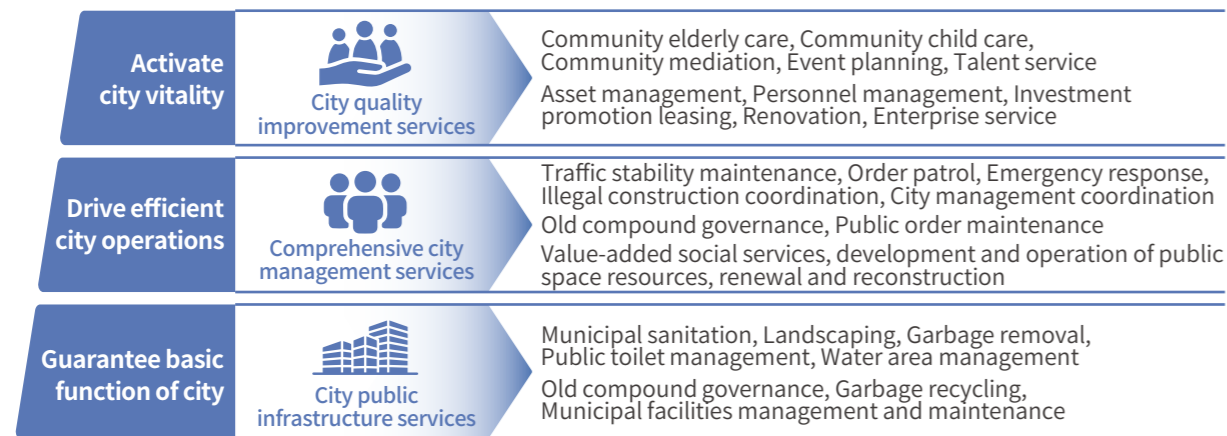 Activate
city vitality
City quality
improvement services
Community elderly care, Community child care,
Community mediation, Event planning, Talent service
Asset management, Personnel management, Investment
promotion leasing, Renovation, Enterprise service
Drive efficient
city operations
Comprehensive city
management services
Traffic stability maintenance, Order patrol, Emergency response,
Illegal construction coordination, City management coordination
Old compound governance, Public order maintenance
Value-added social services, development and operation of public
space resources, renewal and reconstruction
Guarantee basic
function of city
City public
infrastructure services
Municipal sanitation, Landscaping, Garbage removal,
Public toilet management, Water area management
Old compound governance, Garbage recycling,
Municipal facilities management and maintenance